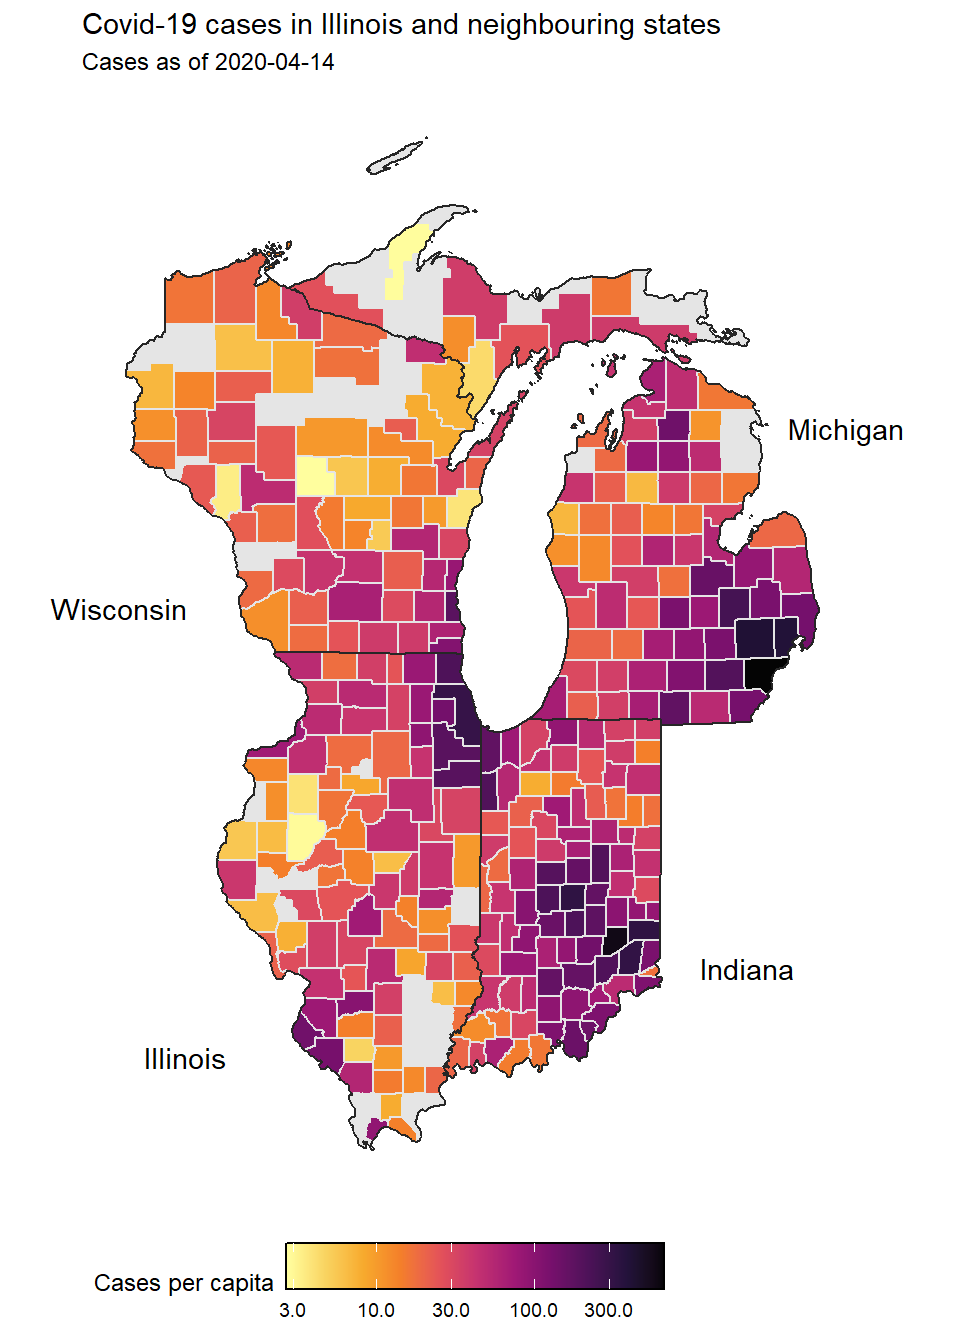 Covid-19 cases in Illinois and neighbouring states
Cases as of 2020-04-14
Michigan
Wisconsin
Indiana
Illinois
Cases per capita
3.0 10.0 30.0 100.0 300.0